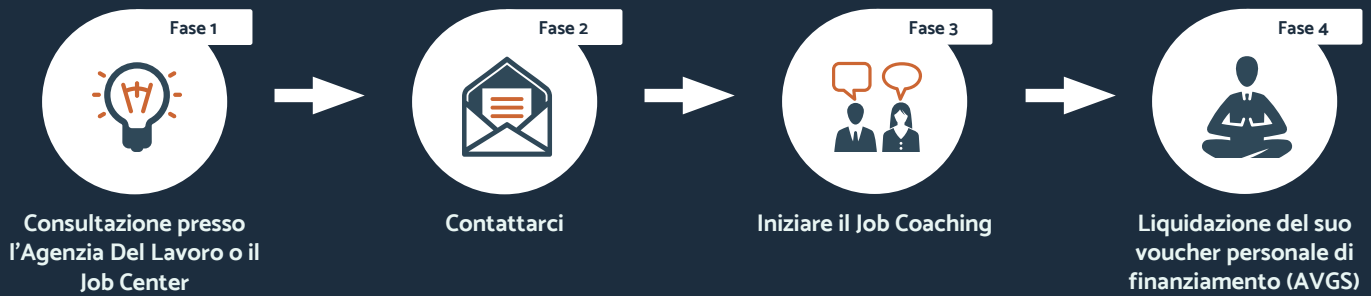 Fase 1
Fase 2
Fase 3
Fase 4
Consultazione presso
l’Agenzia Del Lavoro o il
Job Center
Contattarci
Iniziare il Job Coaching
Liquidazione del suo
voucher personale di
finanziamento (AVGS)